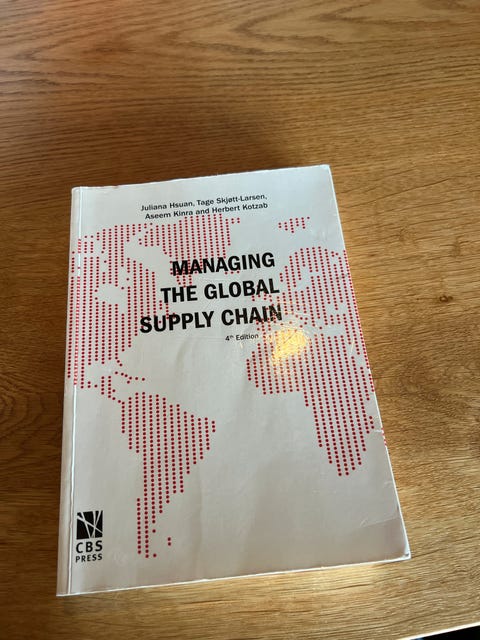 Juliana Hsuan, Tage Skjøtt-Larsen,
Aseem Kinra and Herbert Kotzab
MANAGING
THE GLOBAL
SUPPLY CHAIN
4th Edition
CBS
PRESS